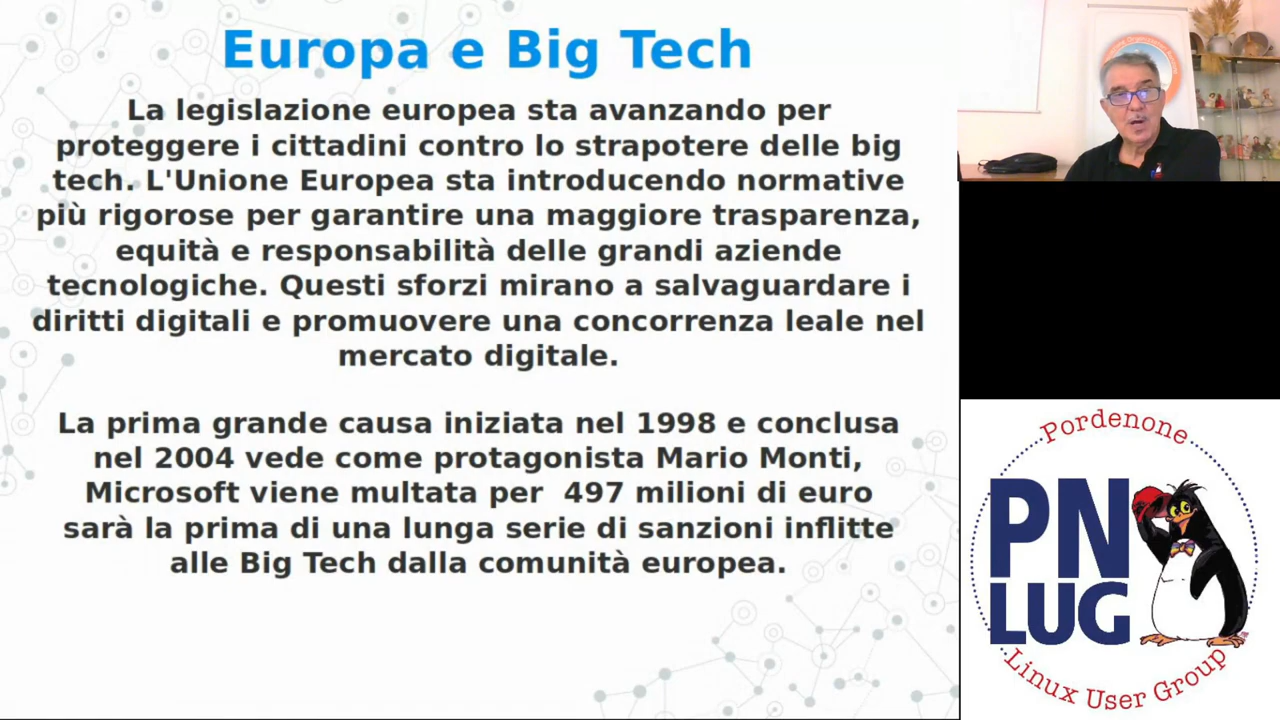 Europa e Big Tech
La legislazione europea sta avanzando per
proteggere i cittadini contro lo strapotere delle big
tech. L'Unione Europea sta introducendo normative
più rigorose per garantire una maggiore trasparenza,
equità e responsabilità delle grandi aziende
tecnologiche. Questi sforzi mirano a salvaguardare i
diritti digitali e promuovere una concorrenza leale nel
mercato digitale.
La prima grande causa iniziata nel 1998 e conclusa
nel 2004 vede come protagonista Mario Monti,
Microsoft viene multata per  497 milioni di euro
sarà la prima di una lunga serie di sanzioni inflitte
alle Big Tech dalla comunità europea.
Pordenone
PN
LUG
Linux User Group